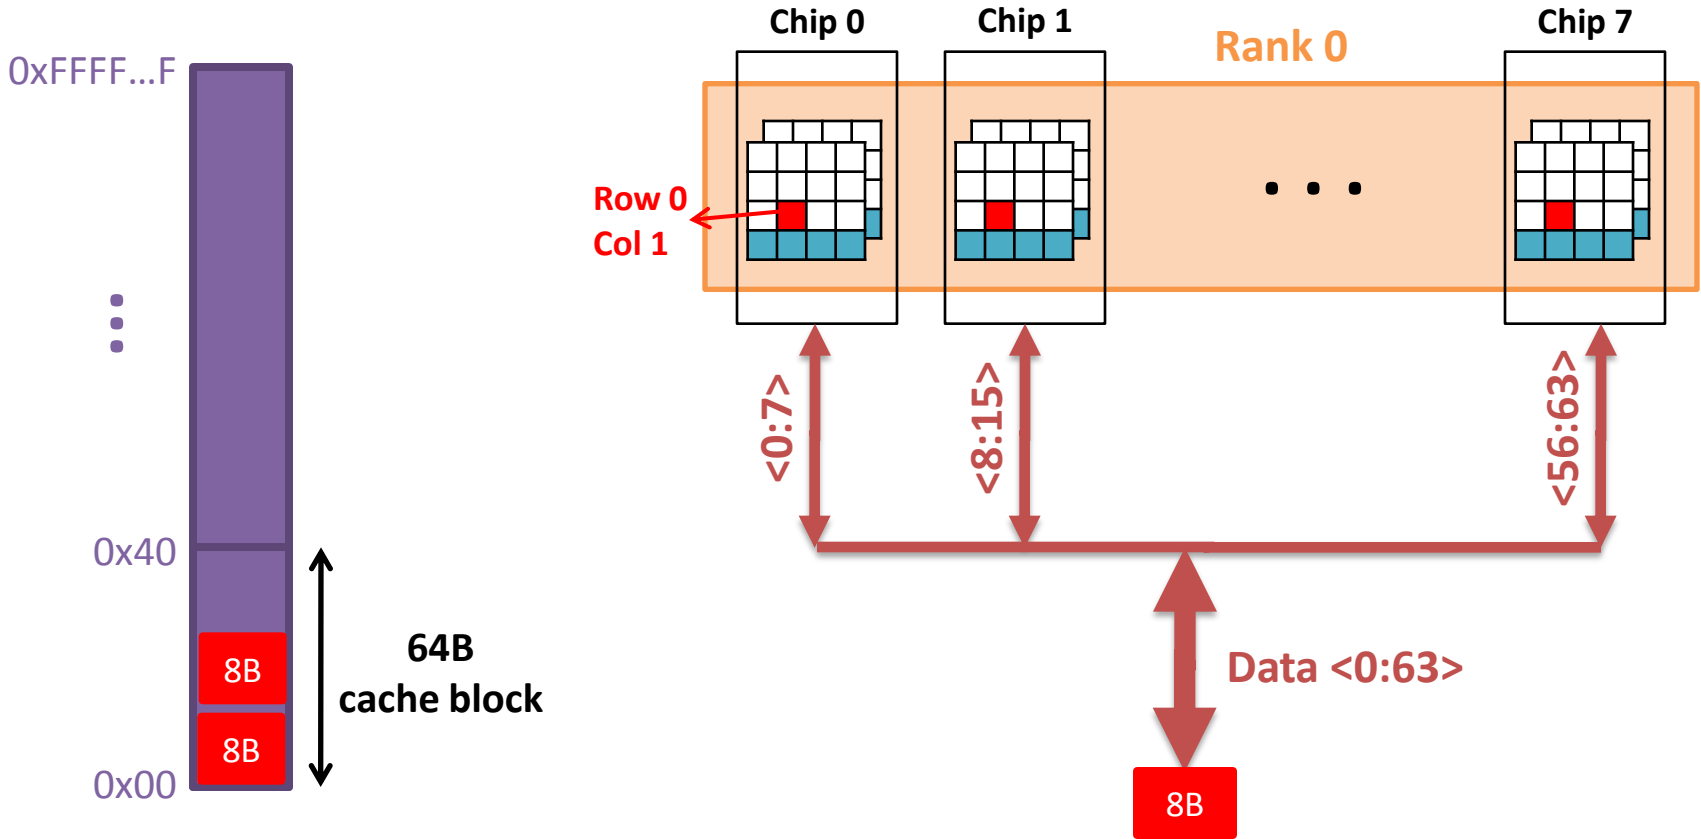 Chip 0
Chip 1
Chip 7
Rank 0
0xFFFF...F
Row 0
Col 1
<0:7>
<8:15>
<56:63>
0x40
64B
cache block
8B
8B
0x00
Data <0:63>
8B